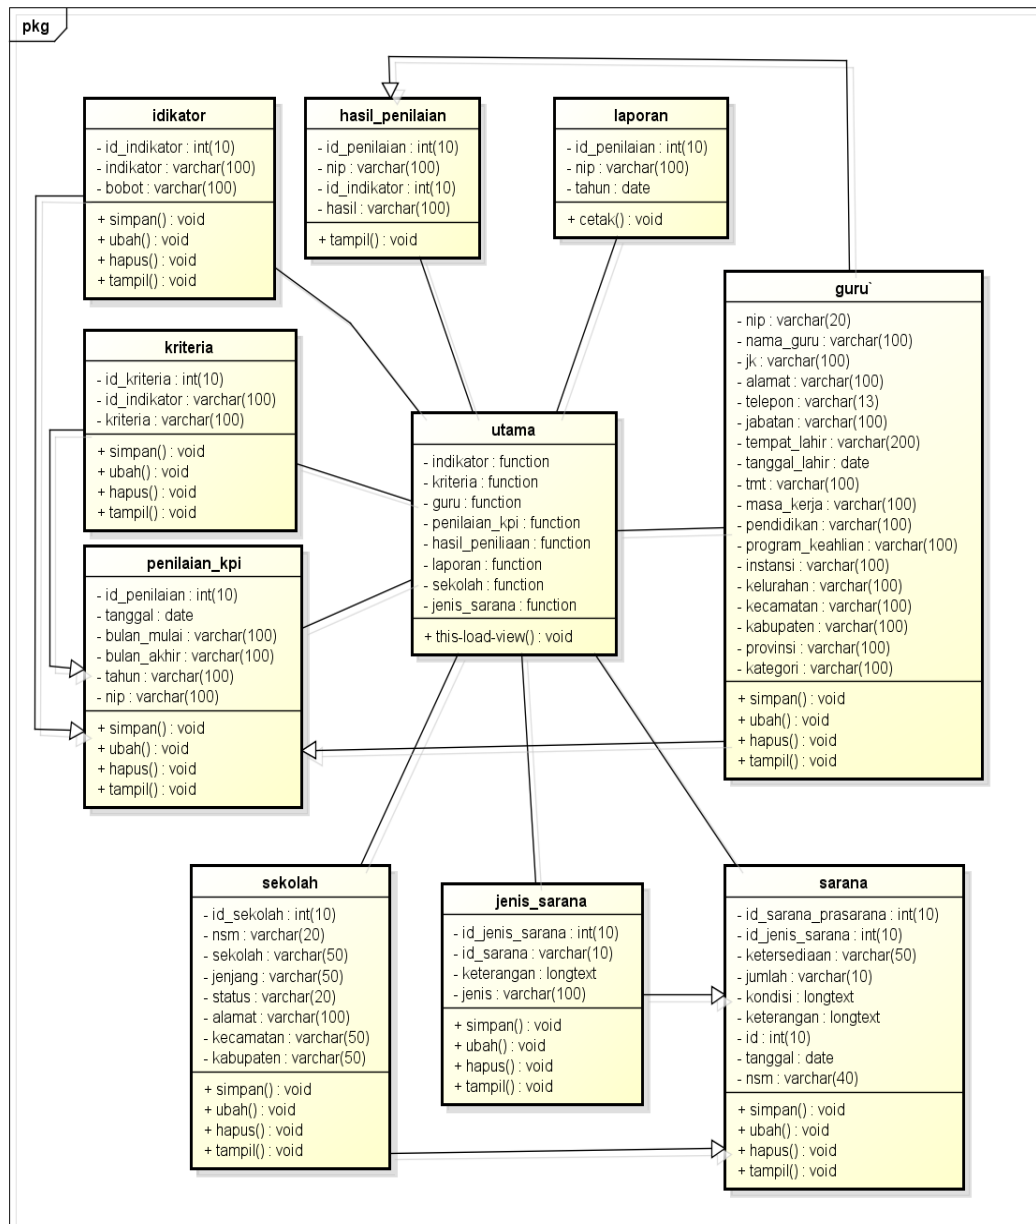 pkg
idikator
- id_indikator : int(10)
- indikator : varchar(100)
- bobot : varchar(100)
+ simpan() : void
+ ubah() : void
+ hapus() : void
+ tampil() : void
hasil_penilaian
- id_penilaian : int(10)
- nip : varchar(100)
- id_indikator : int(10)
- hasil : varchar(100)
+ tampil() : void
laporan
- id_penilaian : int(10)
- nip : varchar(100)
- tahun : date
+ cetak() : void
guru`
- nip : varchar(20)
- nama_guru : varchar(100)
- jk : varchar(100)
- alamat : varchar(100)
- telepon : varchar(13)
- jabatan : varchar(100)
- tempat_lahir : varchar(200)
- tanggal_lahir : date
- tmt : varchar(100)
- masa_kerja : varchar(100)
- pendidikan : varchar(100)
- program_keahlian : varchar(100)
- instansi : varchar(100)
- kelurahan : varchar(100)
- kecamatan : varchar(100)
- kabupaten : varchar(100)
- provinsi : varchar(100)
- kategori : varchar(100)
+ simpan() : void
+ ubah() : void
+ hapus() : void
+ tampil() : void
kriteria
- id_kriteria : int(10)
- id_indikator : varchar(100)
- kriteria : varchar(100)
+ simpan() : void
+ ubah() : void
+ hapus() : void
+ tampil() : void
utama
- indikator : function
- kriteria : function
- guru : function
- penilaian_kpi : function
- hasil_peniliaan : function
- laporan : function
- sekolah : function
- jenis_sarana : function
+ this-load-view() : void
penilaian_kpi
- id_penilaian : int(10)
- tanggal : date
- bulan_mulai : varchar(100)
- bulan_akhir : varchar(100)
- tahun : varchar(100)
- nip : varchar(100)
+ simpan() : void
+ ubah() : void
+ hapus() : void
+ tampil() : void
sekolah
- id_sekolah : int(10)
- nsm : varchar(20)
- sekolah : varchar(50)
- jenjang : varchar(50)
- status : varchar(20)
- alamat : varchar(100)
- kecamatan : varchar(50)
- kabupaten : varchar(50)
+ simpan() : void
+ ubah() : void
+ hapus() : void
+ tampil() : void
jenis_sarana
- id_jenis_sarana : int(10)
- id_sarana : varchar(10)
- keterangan : longtext
- jenis : varchar(100)
+ simpan() : void
+ ubah() : void
+ hapus() : void
+ tampil() : void
sarana
- id_sarana_prasarana : int(10)
- id_jenis_sarana : int(10)
- ketersediaan : varchar(50)
- jumlah : varchar(10)
- kondisi : longtext
- keterangan : longtext
- id : int(10)
- tanggal : date
- nsm : varchar(40)
+ simpan() : void
+ ubah() : void
+ hapus() : void
+ tampil() : void